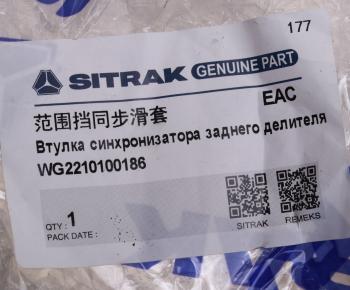 177
SITRAK GENUINE PART
EAC
范围挡同步滑套
Втулка синхронизатора заднего делителя
WG2210100186
QTY : 1
PACK DATE :
SITRAK
REMEKS